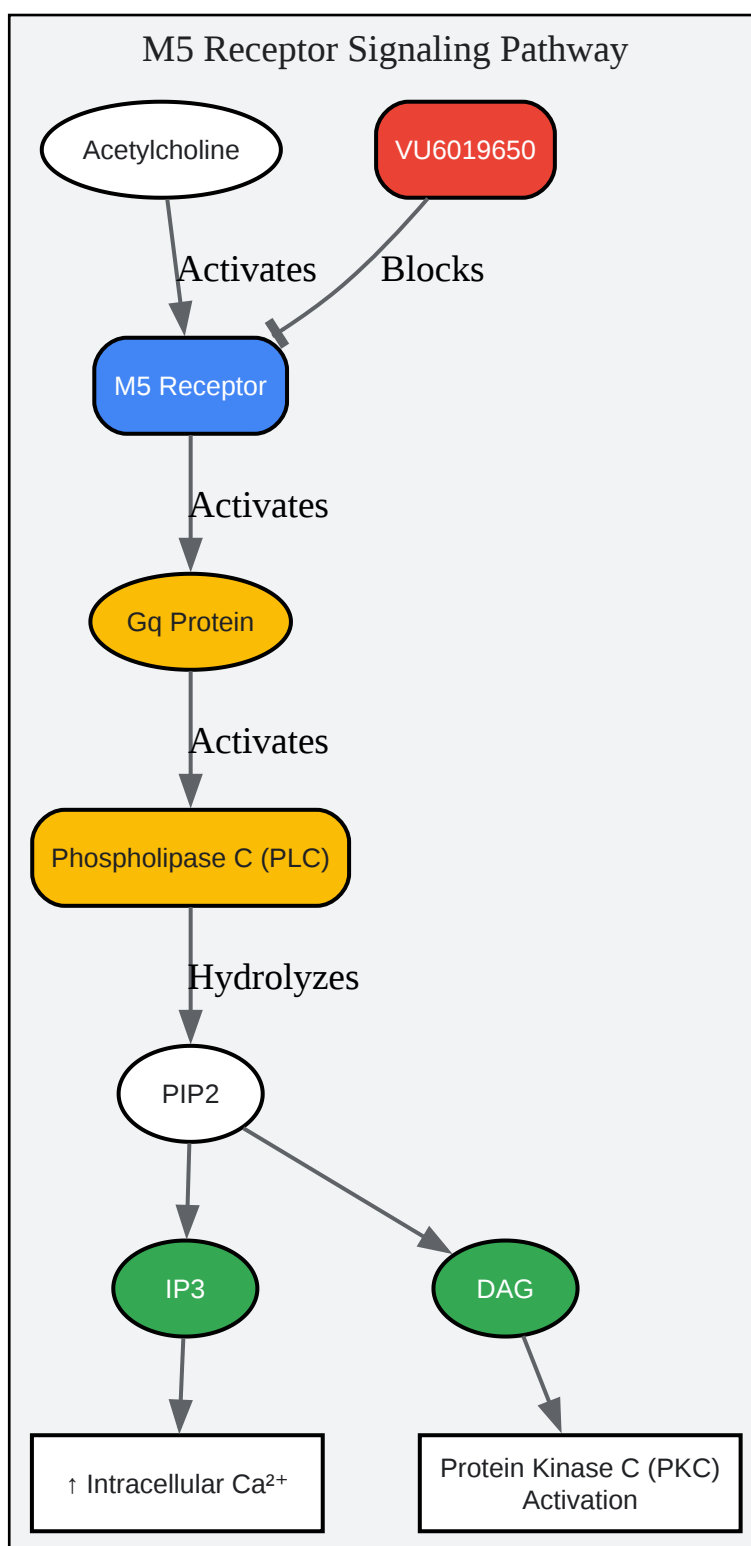 M5 Receptor Signaling Pathway
Acetylcholine
VU6019650
Activates
Blocks
M5 Receptor
Activates
Gq Protein
Activates
Phospholipase C (PLC)
Hydrolyzes
PIP2
IP3
DAG
↑ Intracellular Ca²⁺
Protein Kinase C (PKC)
Activation